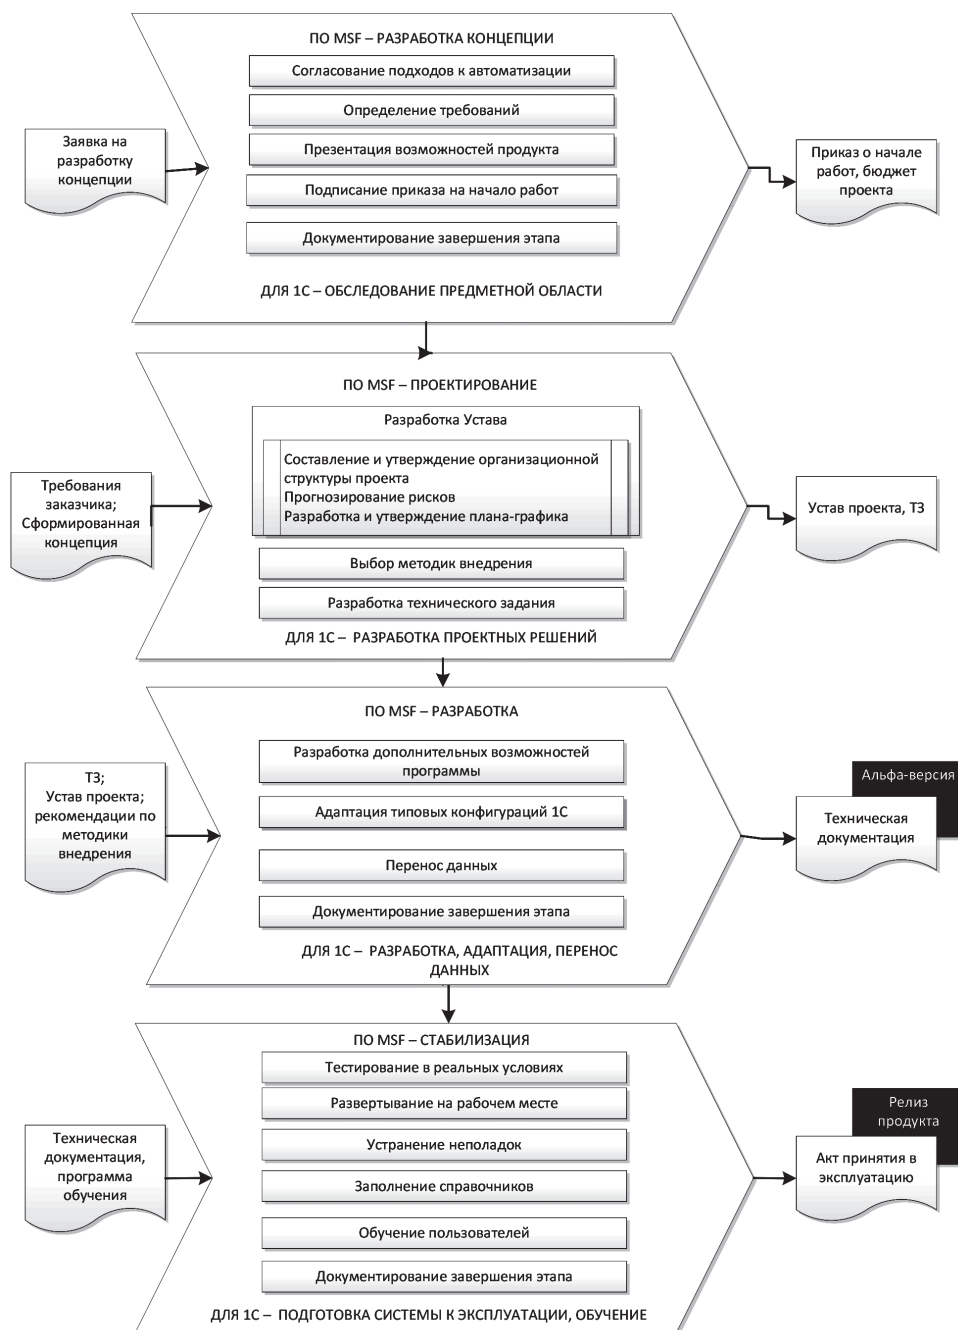 ПО MSF – РАЗРАБОТКА КОНЦЕПЦИИ
Согласование подходов к автоматизации
Определение требований
Презентация возможностей продукта
Подписание приказа на начало работ
Документирование завершения этапа
ДЛЯ 1С – ОБСЛЕДОВАНИЕ ПРЕДМЕТНОЙ ОБЛАСТИ
Заявка на
разработку
концепции
Приказ о начале
работ, бюджет
проекта
ПО MSF – ПРОЕКТИРОВАНИЕ
Разработка Устава
Составление и утверждение организационной
структуры проекта
Прогнозирование рисков
Разработка и утверждение плана-графика
Выбор методик внедрения
Разработка технического задания
ДЛЯ 1С – РАЗРАБОТКА ПРОЕКТНЫХ РЕШЕНИЙ
Требования
заказчика;
Сформированная
концепция
Устав проекта, ТЗ
ПО MSF – РАЗРАБОТКА
Разработка дополнительных возможностей
программы
Адаптация типовых конфигураций 1С
Перенос данных
Документирование завершения этапа
ДЛЯ 1С – РАЗРАБОТКА, АДАПТАЦИЯ, ПЕРЕНОС
ДАННЫХ
ТЗ;
Устав проекта;
рекомендации по
методики
внедрения
Альфа-версия
Техническая
документация
ПО MSF – СТАБИЛИЗАЦИЯ
Тестирование в реальных условиях
Развертывание на рабочем месте
Устранение неполадок
Заполнение справочников
Обучение пользователей
Документирование завершения этапа
ДЛЯ 1С – ПОДГОТОВКА СИСТЕМЫ К ЭКСПЛУАТАЦИИ, ОБУЧЕНИЕ
Техническая
документация,
программа
обучения
Релиз
продукта
Акт принятия в
эксплуатацию